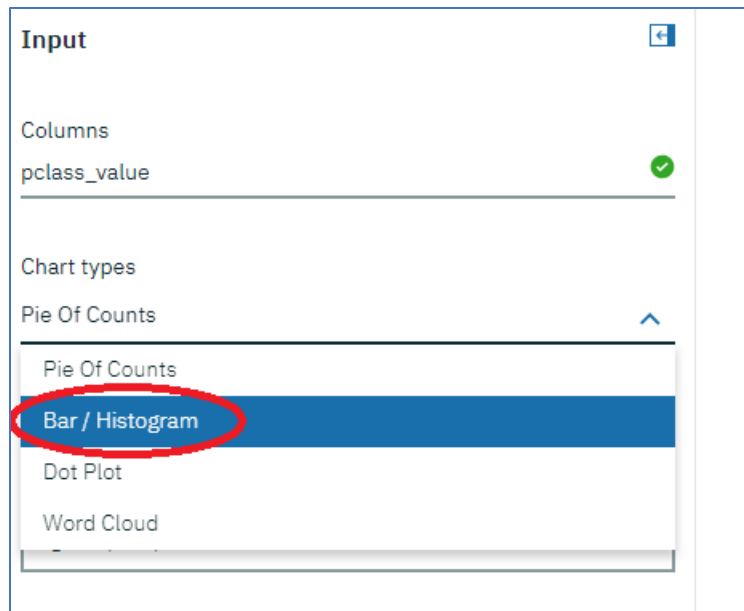 Input
Columns
pclass_value
Chart types
Pie Of Counts
Pie Of Counts
Bar / Histogram
Dot Plot
Word Cloud